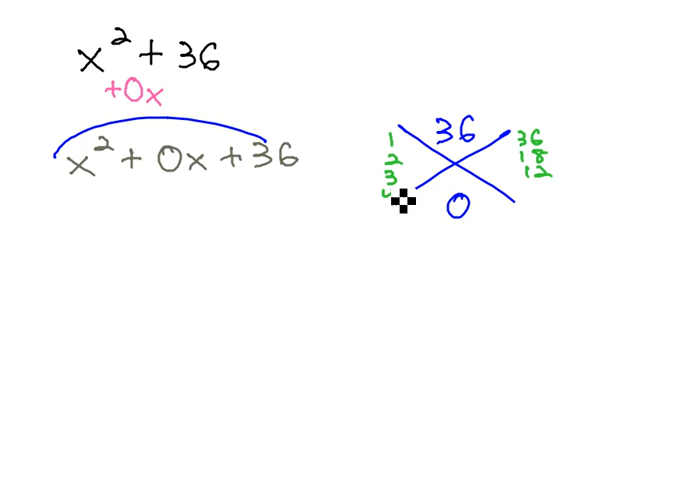 x² + 36
+0x
x² + 0x + 36
36
1 36
2 18
3 12
0